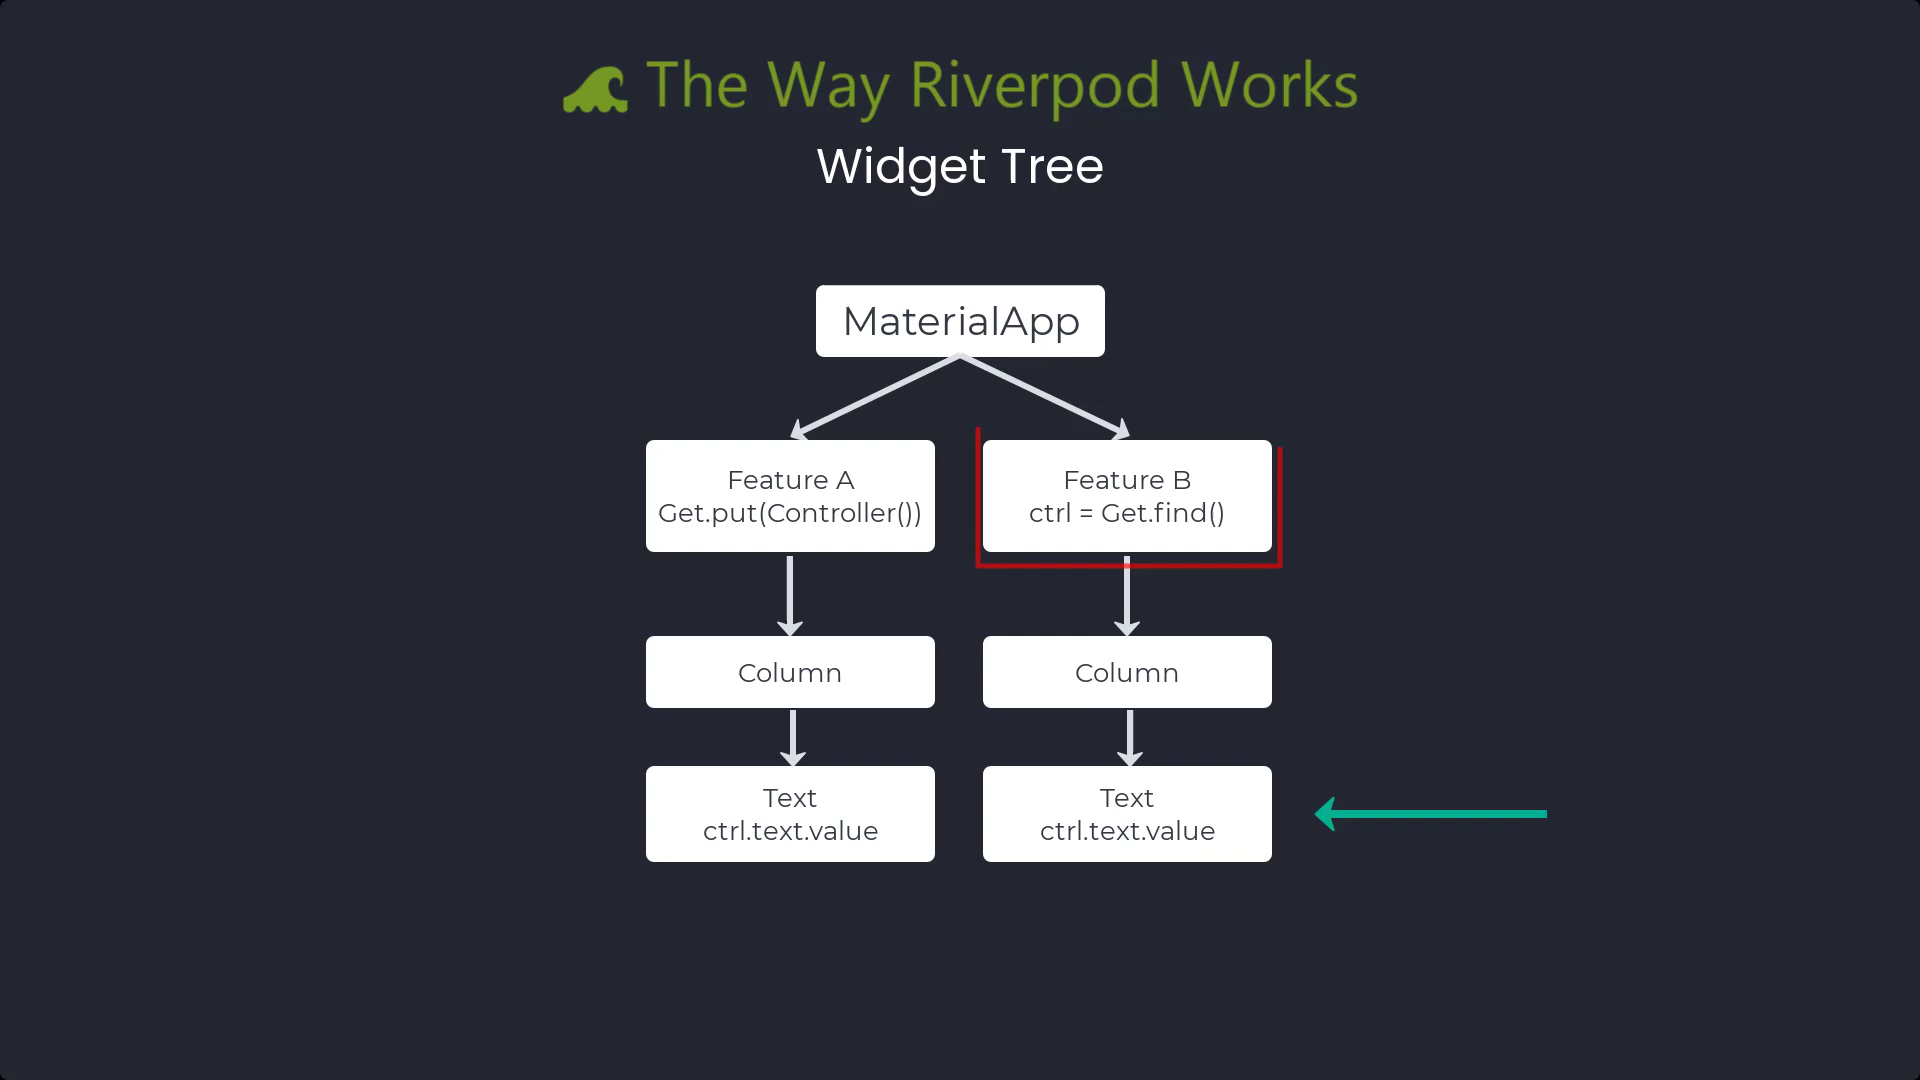 The Way Riverpod Works
Widget Tree
MaterialApp
Feature A
Get.put(Controller())
Feature B
ctrl = Get.find()
Column
Column
Text
ctrl.text.value
Text
ctrl.text.value